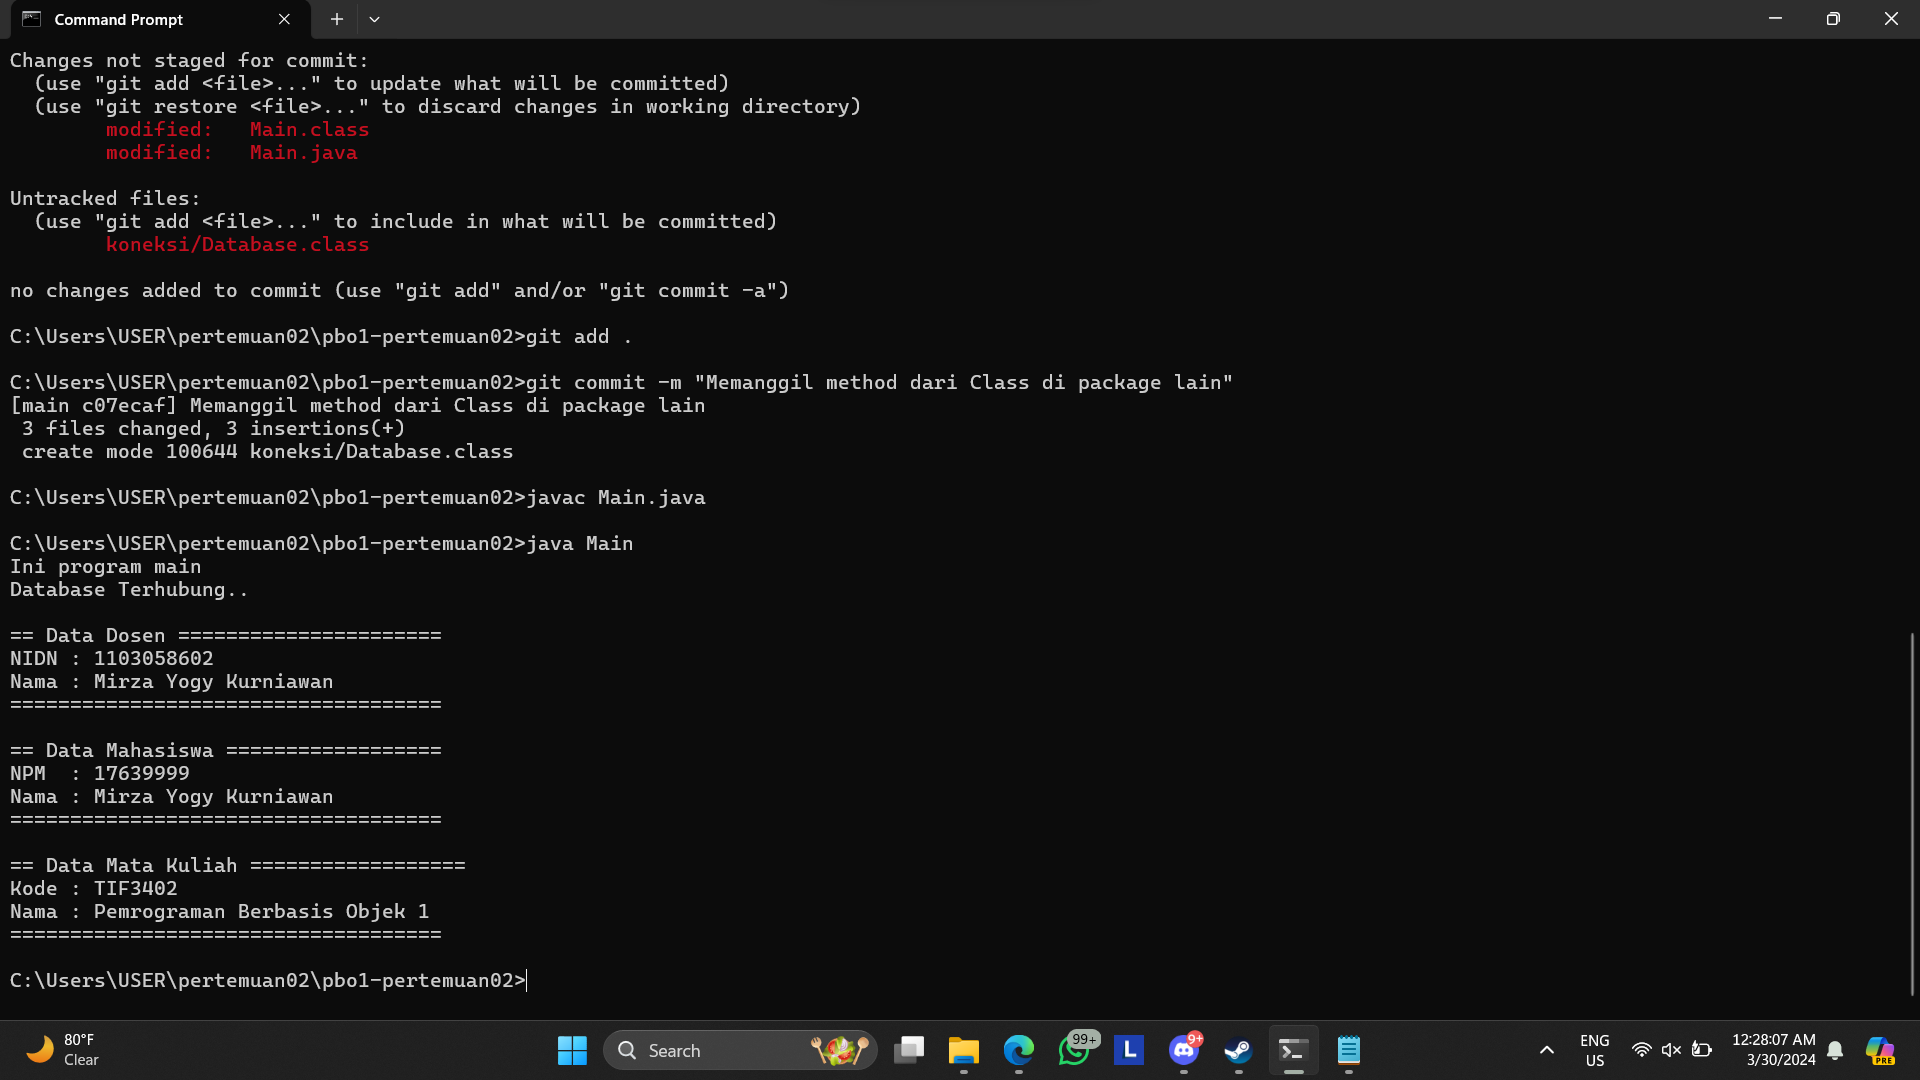 Command Prompt
Changes not staged for commit:
  (use "git add <file>..." to update what will be committed)
  (use "git restore <file>..." to discard changes in working directory)
        modified:   Main.class
        modified:   Main.java

Untracked files:
  (use "git add <file>..." to include in what will be committed)
        koneksi/Database.class

no changes added to commit (use "git add" and/or "git commit -a")

C:\Users\USER\pertemuan02\pbo1-pertemuan02>git add .

C:\Users\USER\pertemuan02\pbo1-pertemuan02>git commit -m "Memanggil method dari Class di package lain"
[main c07ecaf] Memanggil method dari Class di package lain
 3 files changed, 3 insertions(+)
 create mode 100644 koneksi/Database.class

C:\Users\USER\pertemuan02\pbo1-pertemuan02>javac Main.java

C:\Users\USER\pertemuan02\pbo1-pertemuan02>java Main
Ini program main
Database Terhubung..

== Data Dosen ======================
NIDN : 1103058602
Nama : Mirza Yogy Kurniawan
====================================

== Data Mahasiswa ==================
NPM  : 17639999
Nama : Mirza Yogy Kurniawan
====================================

== Data Mata Kuliah ==================
Kode : TIF3402
Nama : Pemrograman Berbasis Objek 1
====================================

C:\Users\USER\pertemuan02\pbo1-pertemuan02>
80°F
Clear
Search
99+
L
9+
ENG
US
12:28:07 AM
3/30/2024
PRE